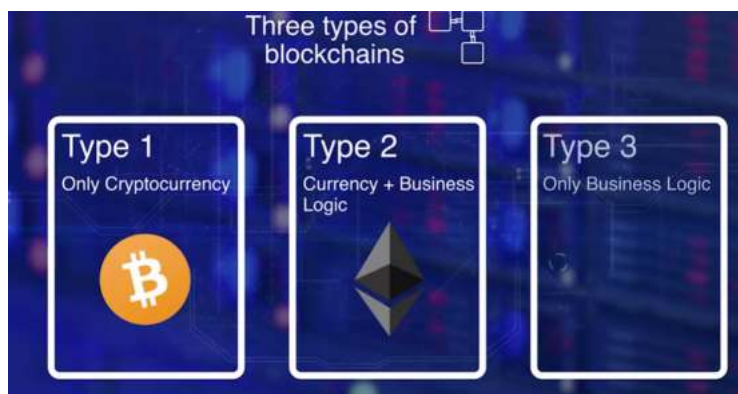 Three types of
blockchains
Type 1
Only Cryptocurrency
Type 2
Currency + Business
Logic
Type 3
Only Business Logic